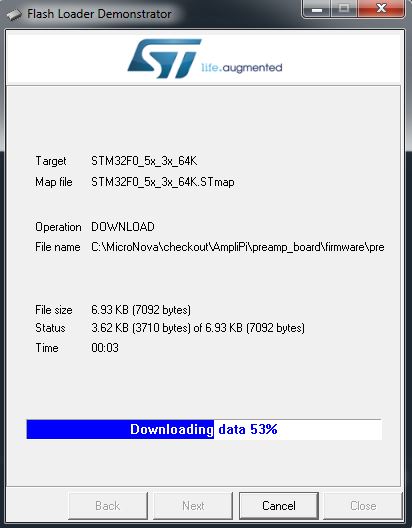 Flash Loader Demonstrator
ST
life.augmented
Target STM32F0_5x_3x_64K
Map file STM32F0_5x_3x_64K.STmap
Operation DOWNLOAD
File name C:\MicroNova\checkout\AmpliPi\preamp_board\firmware\pre
File size 6.93 KB (7092 bytes)
Status 3.62 KB (3710 bytes) of 6.93 KB (7092 bytes)
Time 00:03
Downloading data 53%
Back Next Cancel Close